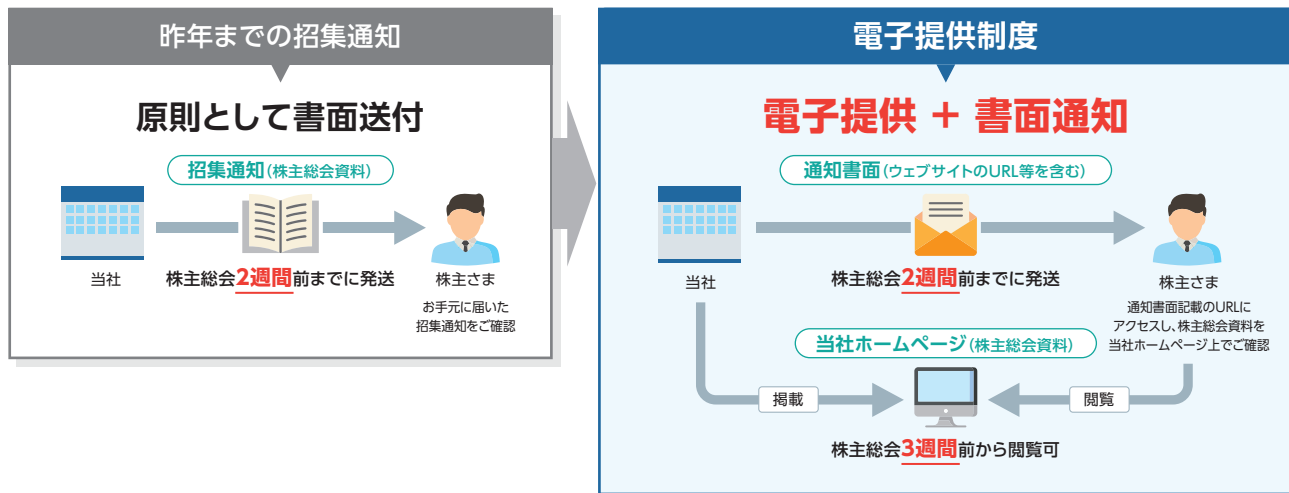 昨年までの招集通知
原則として書面送付
招集通知(株主総会資料)
当社
株主総会2週間前までに発送
株主さま
お手元に届いた
招集通知をご確認
電子提供制度
電子提供 + 書面通知
通知書面(ウェブサイトのURL等を含む)
当社
株主総会2週間前までに発送
株主さま
通知書面記載のURLに
アクセスし、株主総会資料を
当社ホームページ上でご確認
当社ホームページ(株主総会資料)
掲載
閲覧
株主総会3週間前から閲覧可